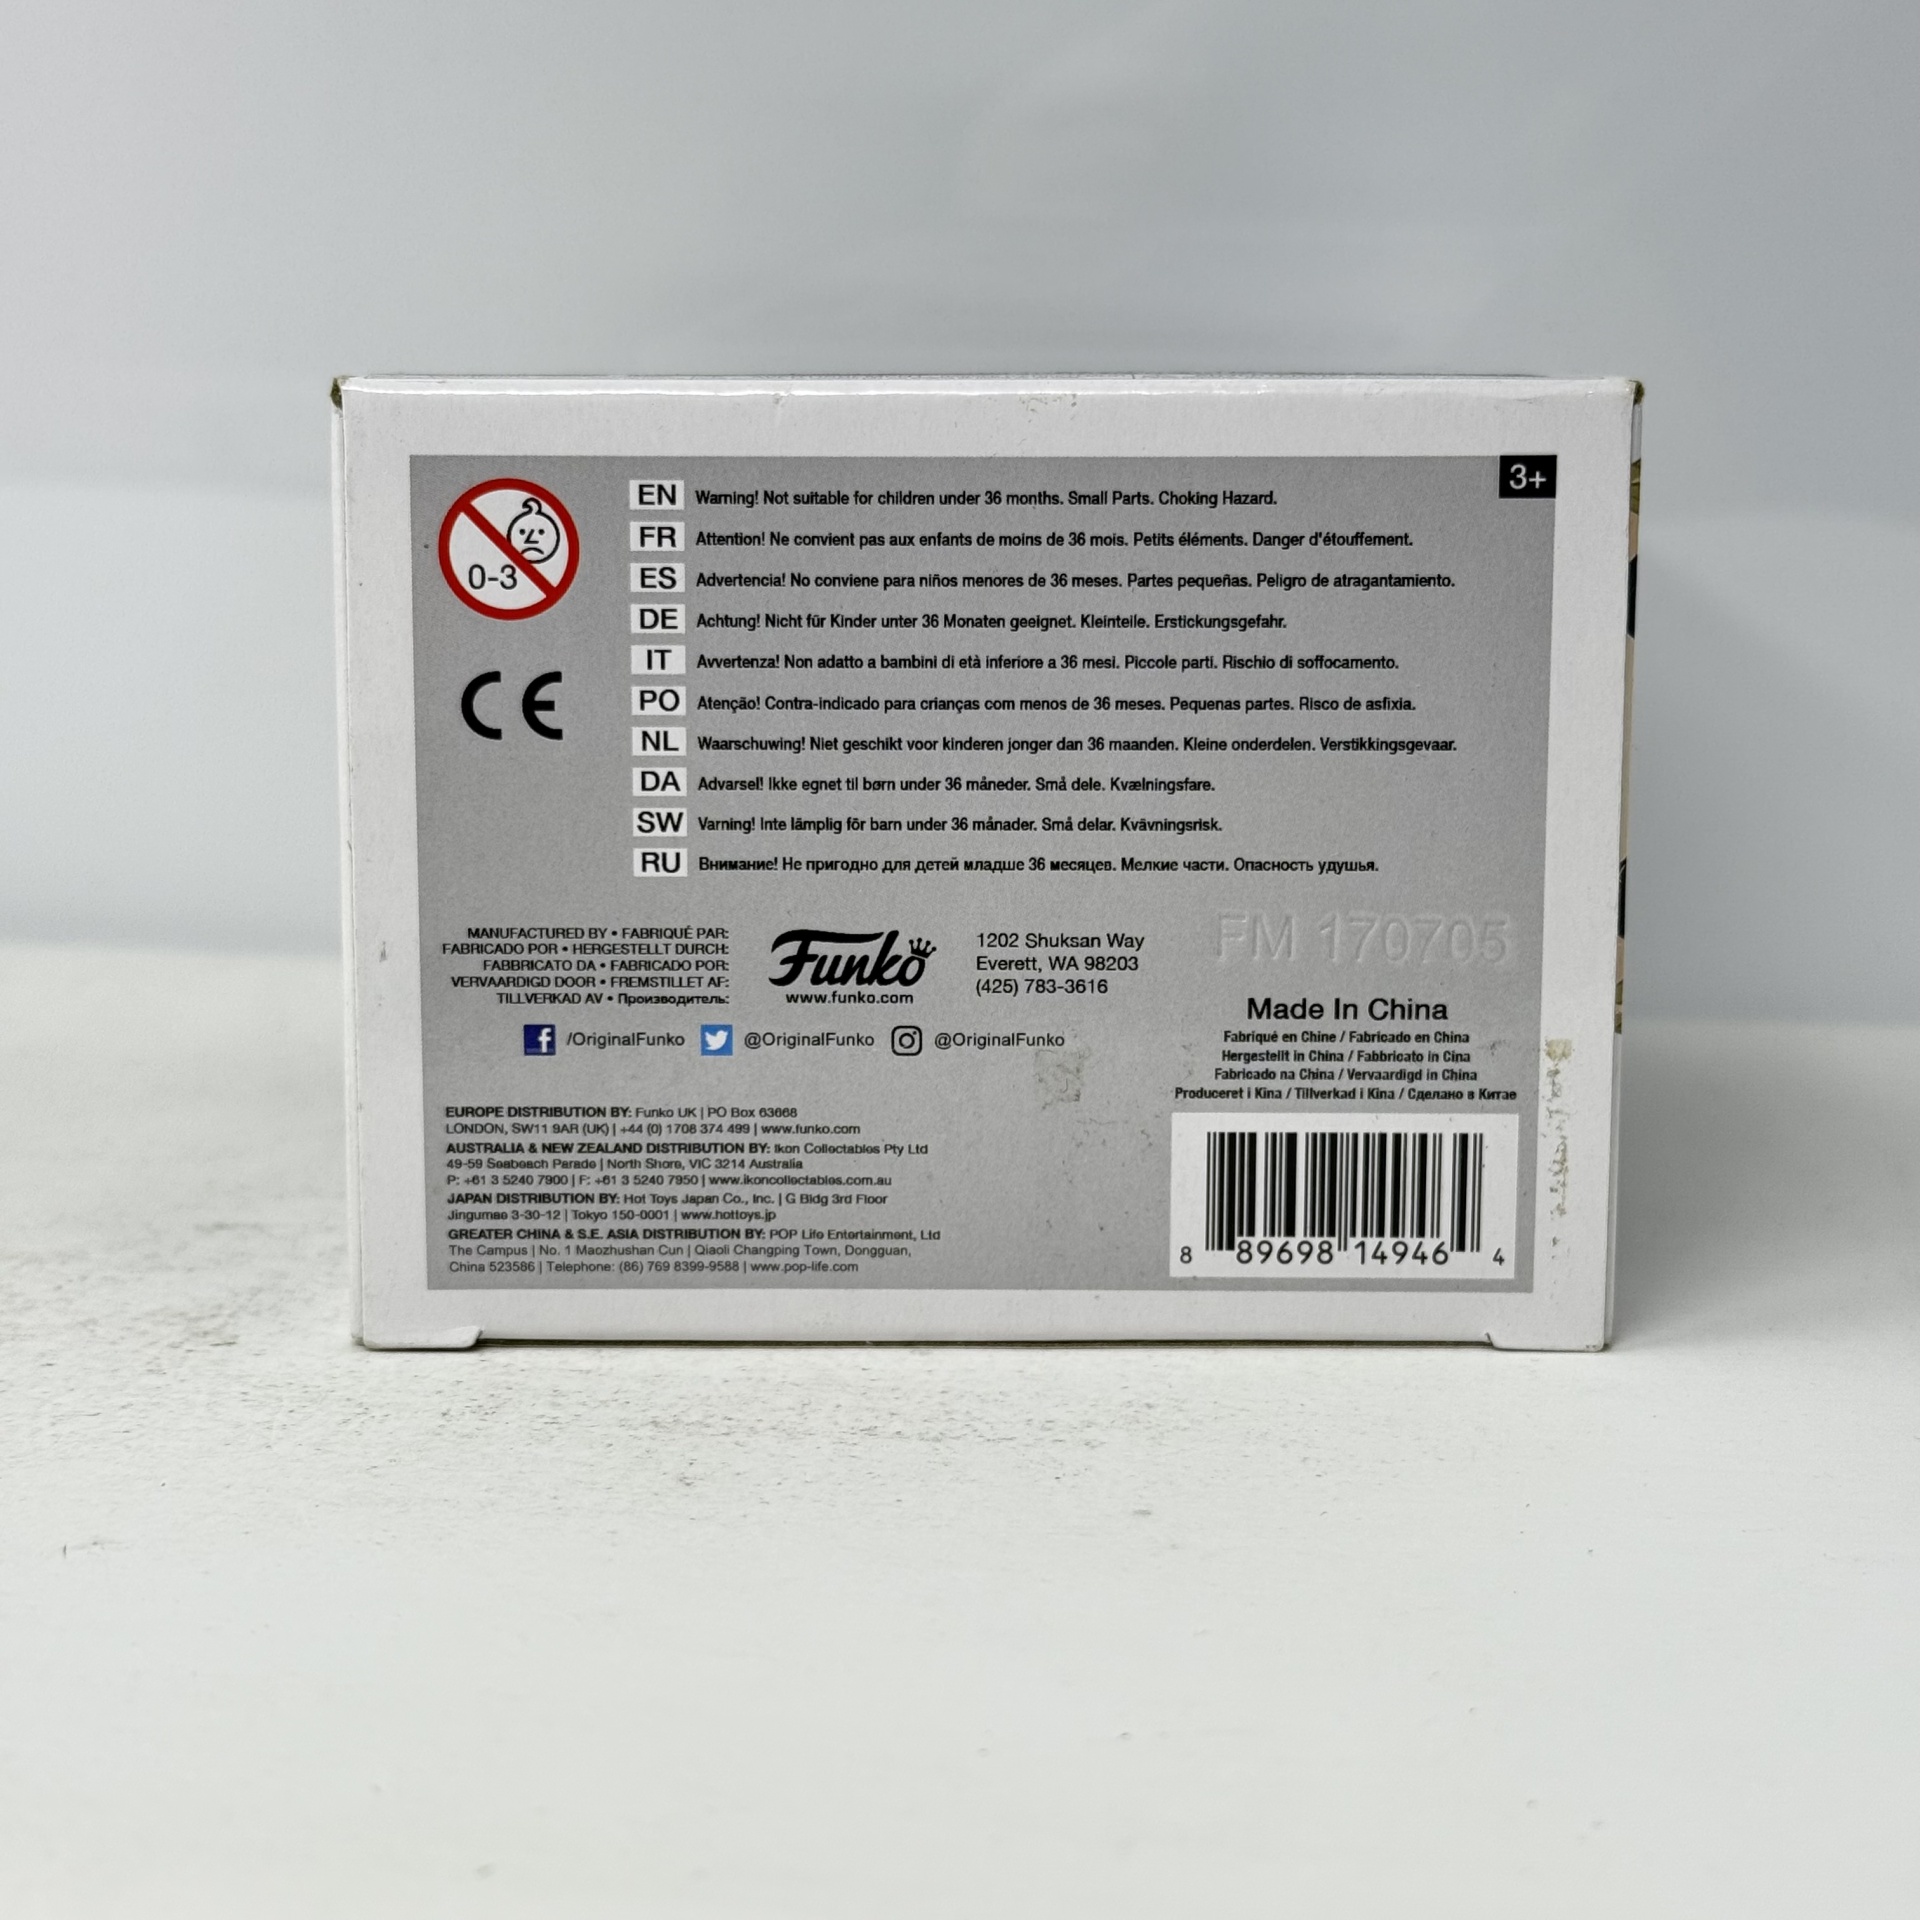 3+
0-3
EN Warning! Not suitable for children under 36 months. Small Parts. Choking Hazard.
FR Attention! Ne convient pas aux enfants de moins de 36 mois. Petits éléments. Danger d'étouffement.
ES Advertencia! No conviene para niños menores de 36 meses. Partes pequeñas. Peligro de atragantamiento.
DE Achtung! Nicht für Kinder unter 36 Monaten geeignet. Kleinteile. Erstickungsgefahr.
IT Avvertenza! Non adatto a bambini di età inferiore a 36 mesi. Piccole parti. Rischio di soffocamento.
PO Atenção! Contra-indicado para crianças com menos de 36 meses. Pequenas partes. Risco de asfixia.
NL Waarschuwing! Niet geschikt voor kinderen jonger dan 36 maanden. Kleine onderdelen. Verstikkingsgevaar.
DA Advarsel! Ikke egnet til børn under 36 måneder. Små dele. Kvælningsfare.
SW Varning! Inte lämplig för barn under 36 månader. Små delar. Kvävningsrisk.
RU Внимание! Не пригодно для детей младше 36 месяцев. Мелкие части. Опасность удушья.
CE
MANUFACTURED BY • FABRIQUÉ PAR:
FABRICADO POR • HERGESTELLT DURCH:
FABBRICATO DA • FABRICADO POR:
VERVAARDIGD DOOR • FREMSTILLET AF:
TILLVERKAD AV • Производитель:
Funko
www.funko.com
1202 Shuksan Way
Everett, WA 98203
(425) 783-3616
FM 170705
/OriginalFunko @OriginalFunko @OriginalFunko
Made In China
Fabriqué en Chine / Fabricado en China
Hergestellt in China / Fabbricato in Cina
Fabricado na China / Vervaardigd in China
Produceret i Kina / Tillverkad i Kina / Сделано в Китае
EUROPE DISTRIBUTION BY: Funko UK | PO Box 63668
LONDON, SW11 9AR (UK) | +44 (0) 1708 374 499 | www.funko.com
AUSTRALIA & NEW ZEALAND DISTRIBUTION BY: Ikon Collectables Pty Ltd
49-59 Seabeach Parade | North Shore, VIC 3214 Australia
P: +61 3 5240 7900 | F: +61 3 5240 7950 | www.ikoncollectables.com.au
JAPAN DISTRIBUTION BY: Hot Toys Japan Co., Inc. | G Bldg 3rd Floor
Jingumae 3-30-12 | Tokyo 150-0001 | www.hottoys.jp
GREATER CHINA & S.E. ASIA DISTRIBUTION BY: POP Life Entertainment, Ltd
The Campus | No. 1 Maozhushan Cun | Qiaoli Changping Town, Dongguan,
China 523586 | Telephone: (86) 769 8399-9588 | www.pop-life.com
8 89698 14946 4